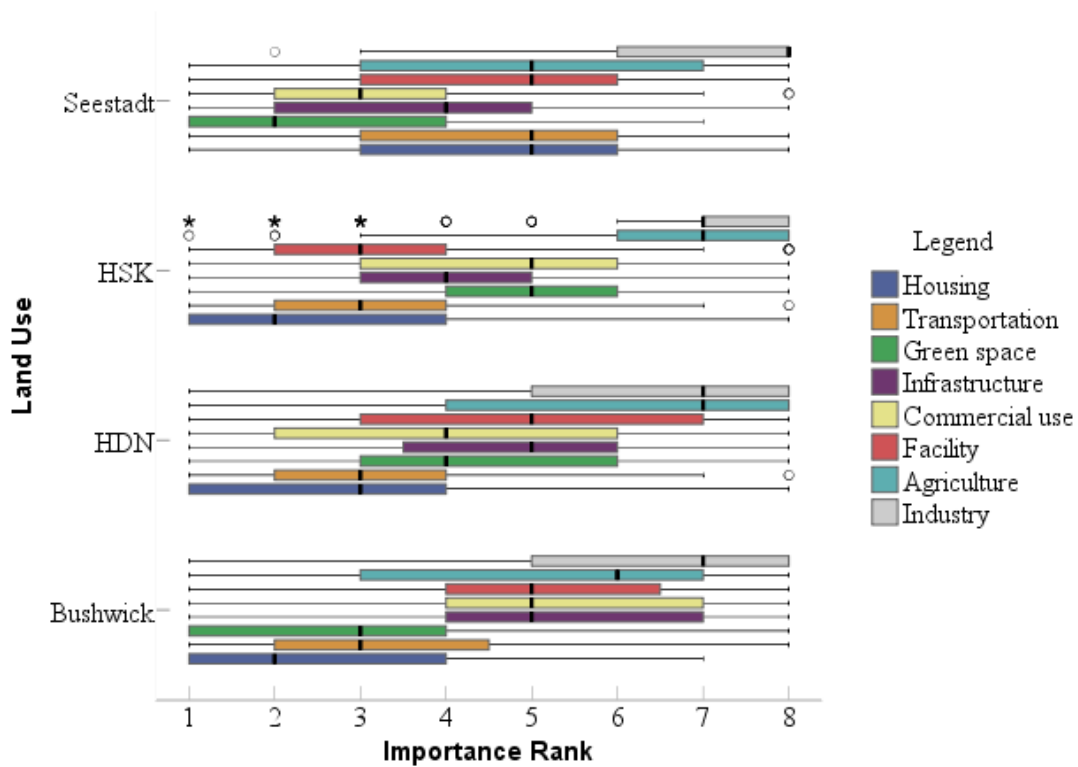 Seestadt
HSK
HDN
Bushwick
Land Use
1 2 3 4 5 6 7 8
Importance Rank
Legend
Housing
Transportation
Green space
Infrastructure
Commercial use
Facility
Agriculture
Industry